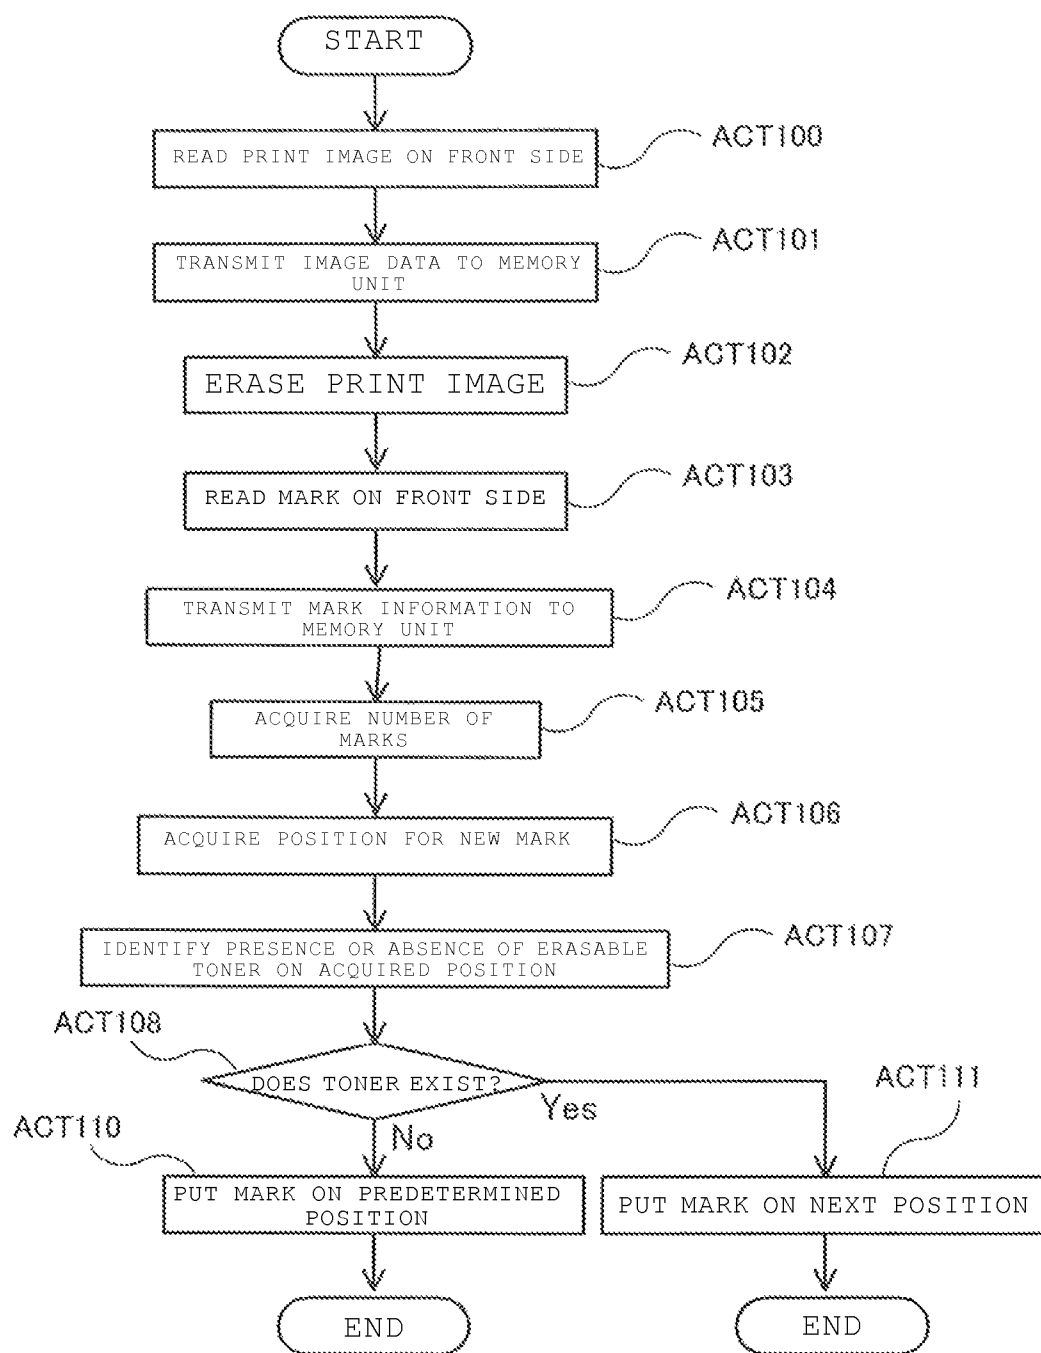 START
READ PRINT IMAGE ON FRONT SIDE
ACT100
TRANSMIT IMAGE DATA TO MEMORY
UNIT
ACT101
ERASE PRINT IMAGE
ACT102
READ MARK ON FRONT SIDE
ACT103
TRANSMIT MARK INFORMATION TO
MEMORY UNIT
ACT104
ACQUIRE NUMBER OF
MARKS
ACT105
ACQUIRE POSITION FOR NEW MARK
ACT106
IDENTIFY PRESENCE OR ABSENCE OF ERASABLE
TONER ON ACQUIRED POSITION
ACT107
ACT108
DOES TONER EXIST?
Yes
No
ACT110
PUT MARK ON PREDETERMINED
POSITION
ACT111
PUT MARK ON NEXT POSITION
END
END